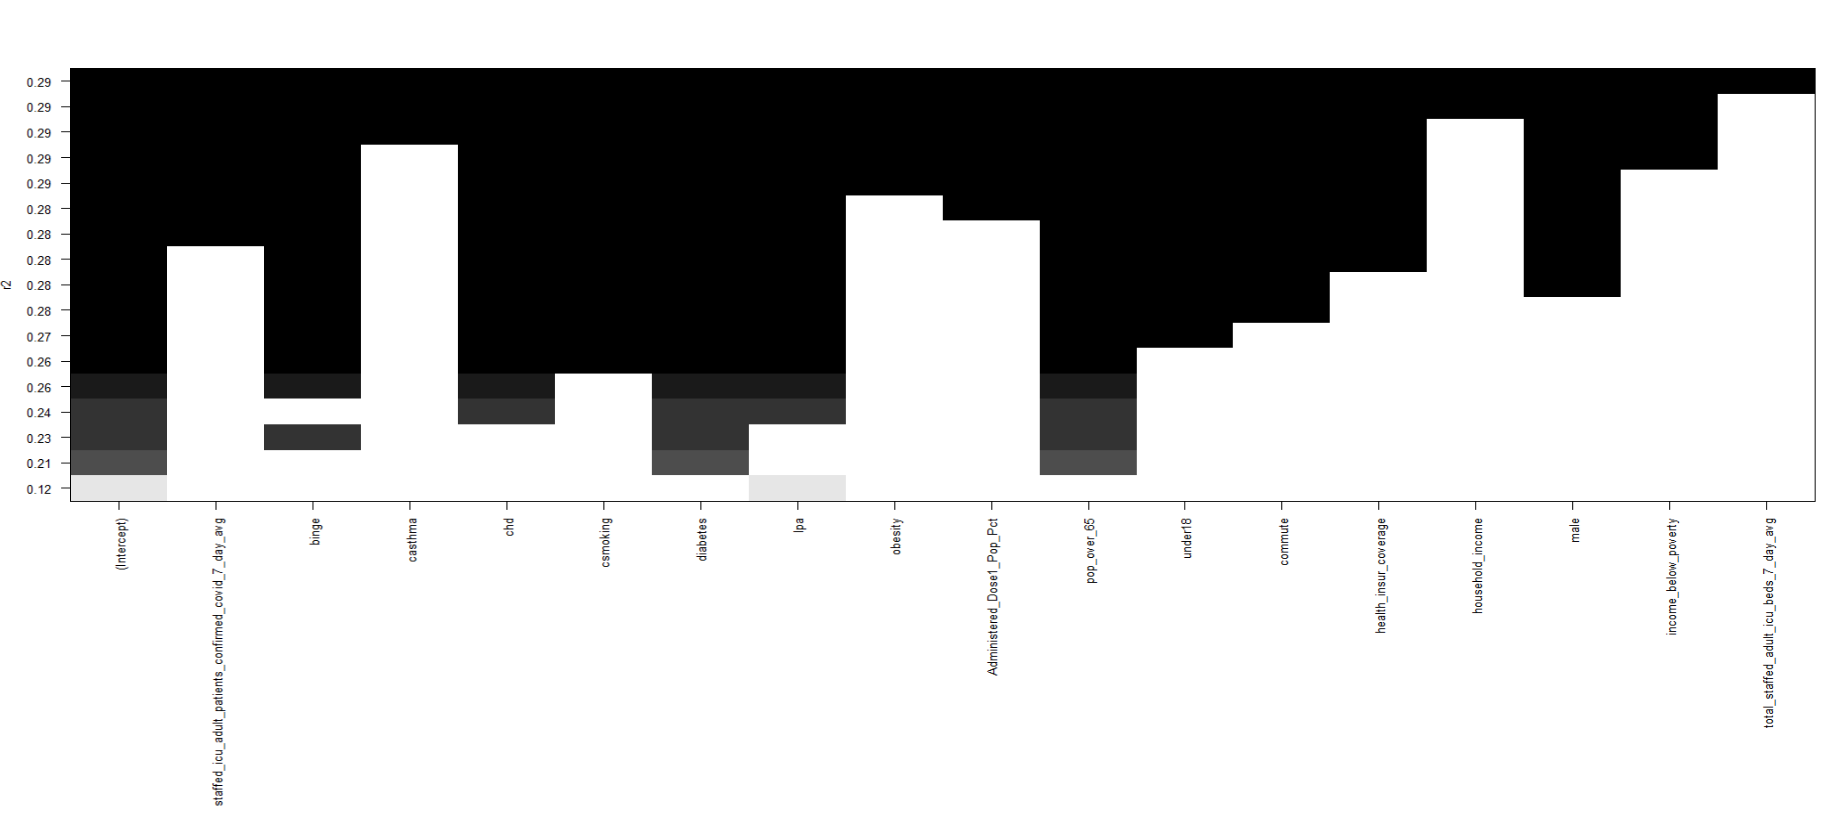 0.29
0.29
0.29
0.29
0.29
0.28
0.28
0.28
0.28
0.28
0.27
0.26
0.26
0.24
0.23
0.21
0.12
r2
(Intercept)
staffed_icu_adult_patients_confirmed_covid_7_day_avg
binge
casthma
chd
csmoking
diabetes
lpa
obesity
Administered_Dose1_Pop_Pct
pop_over_65
under18
commute
health_insur_coverage
household_income
male
income_below_poverty
total_staffed_adult_icu_beds_7_day_avg